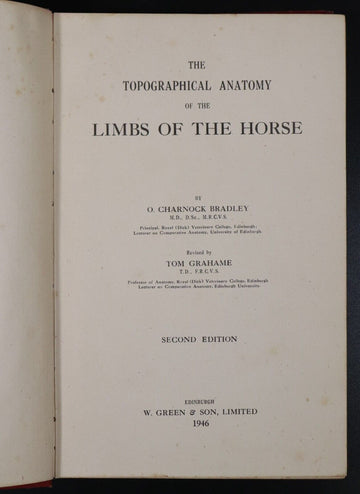 THE
TOPOGRAPHICAL ANATOMY
OF THE
LIMBS OF THE HORSE
BY
O. CHARNOCK BRADLEY
M.D., D.Sc., M.R.C.V.S.
Principal, Royal (Dick) Veterinary College, Edinburgh;
Lecturer on Comparative Anatomy, University of Edinburgh
Revised by
TOM GRAHAME
T.D., F.R.C.V.S.
Professor of Anatomy, Royal (Dick) Veterinary College, Edinburgh
Lecturer on Comparative Anatomy, Edinburgh University
SECOND EDITION
EDINBURGH
W. GREEN & SON, LIMITED
1946